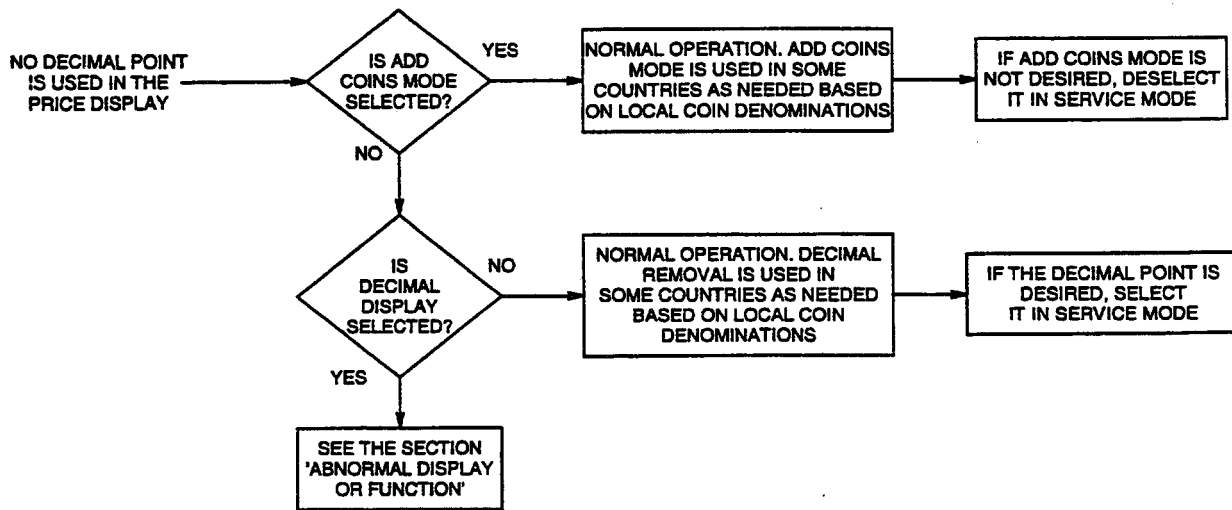 NO DECIMAL POINT
IS USED IN THE
PRICE DISPLAY
IS ADD
COINS MODE
SELECTED?
YES
NORMAL OPERATION. ADD COINS
MODE IS USED IN SOME
COUNTRIES AS NEEDED BASED
ON LOCAL COIN DENOMINATIONS
IF ADD COINS MODE IS
NOT DESIRED, DESELECT
IT IN SERVICE MODE
NO
IS
DECIMAL
DISPLAY
SELECTED?
NO
NORMAL OPERATION. DECIMAL
REMOVAL IS USED IN
SOME COUNTRIES AS NEEDED
BASED ON LOCAL COIN
DENOMINATIONS
IF THE DECIMAL POINT IS
DESIRED, SELECT
IT IN SERVICE MODE
YES
SEE THE SECTION
'ABNORMAL DISPLAY
OR FUNCTION'